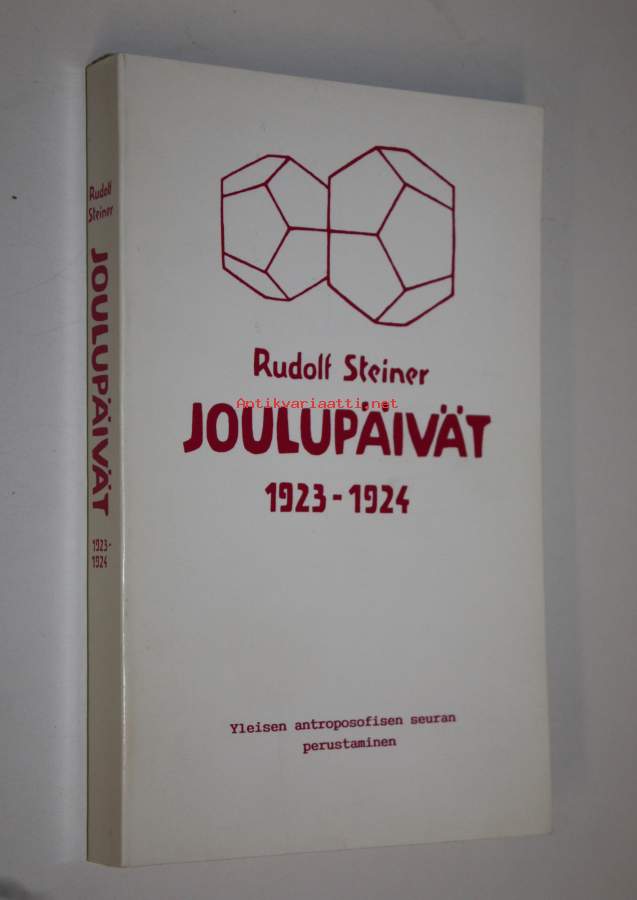 Rudolf
Steiner
JOULUPÄIVÄT
1923-
1924
Rudolf Steiner
Antikvariaatti.net
JOULUPÄIVÄT
1923-1924
Yleisen antroposofisen seuran
perustaminen